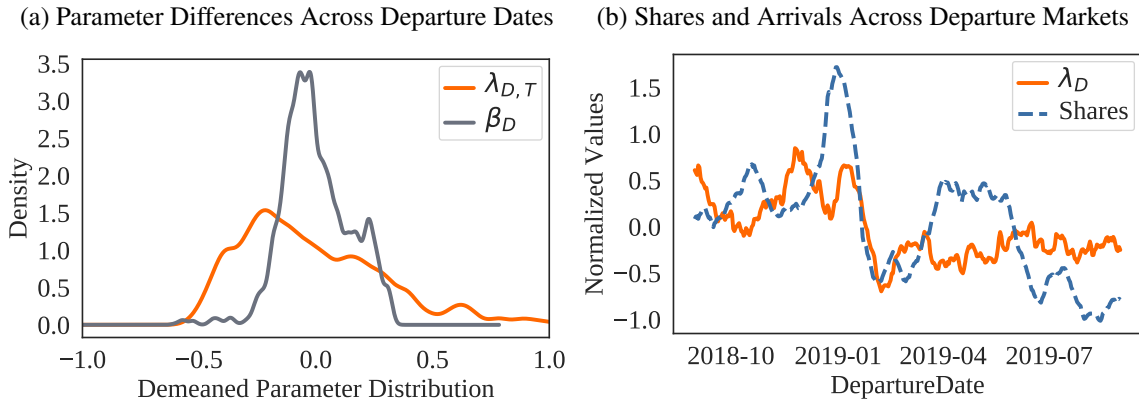 (a) Parameter Differences Across Departure Dates
3.5
3.0
2.5
2.0
1.5
1.0
0.5
0.0
Density
−1.0 −0.5 0.0 0.5 1.0
Demeaned Parameter Distribution
λ_{D, T}
β_D
(b) Shares and Arrivals Across Departure Markets
1.5
1.0
0.5
0.0
−0.5
−1.0
Normalized Values
2018-10 2019-01 2019-04 2019-07
DepartureDate
λ_D
Shares